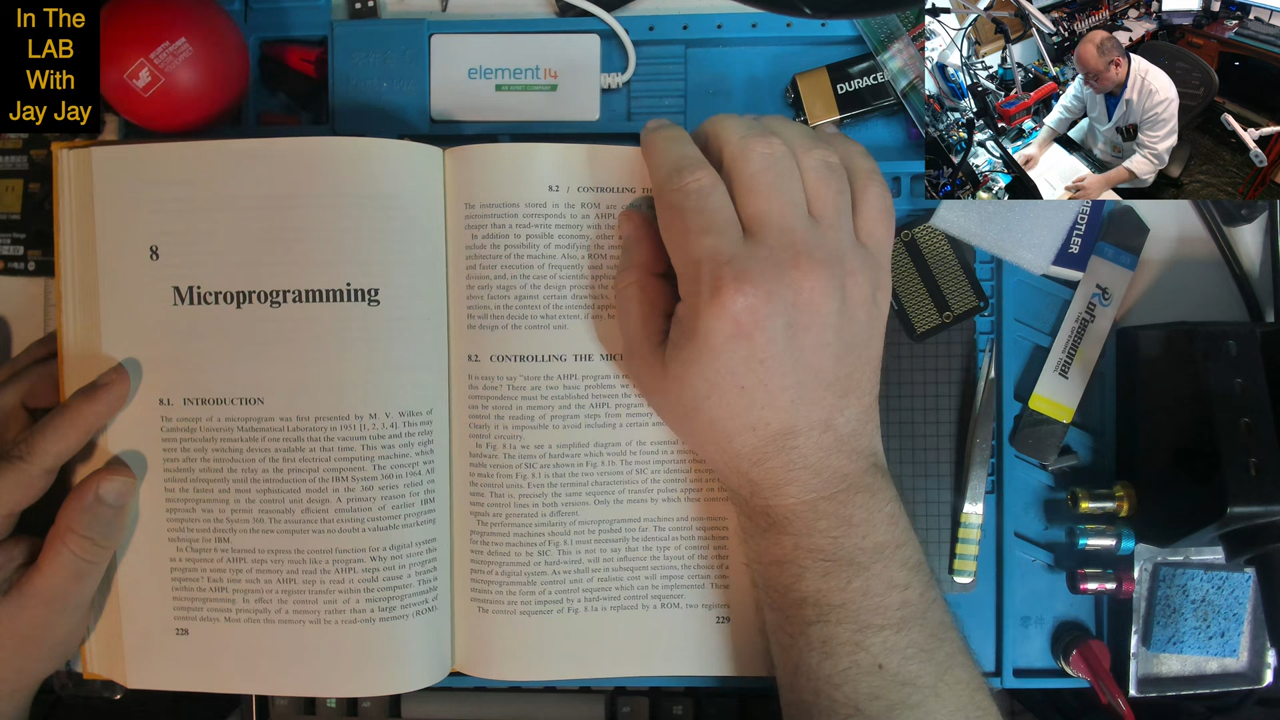 In The
LAB
With
Jay Jay
element14
AN AVNET COMPANY
DURACEL
8
Microprogramming
8.1. INTRODUCTION
The concept of a microprogram was first presented by M. V. Wilkes of
Cambridge University Mathematical Laboratory in 1951 [1, 2, 3, 4]. This may
seem particularly remarkable if one recalls that the vacuum tube and the relay
were the only switching devices available at that time. This was only eight
years after the introduction of the first electrical computing machine, which
incidently utilized the relay as the principal component. The concept was
utilized infrequently until the introduction of the IBM System 360 in 1964. All
but the fastest and most sophisticated model in the 360 series relied on
microprogramming in the control unit design. A primary reason for this
approach was to permit reasonably efficient emulation of earlier IBM
computers on the System 360. The assurance that existing customer programs
could be used directly on the new computer was no doubt a valuable marketing
technique for IBM.
In Chapter 6 we learned to express the control function for a digital system
as a sequence of AHPL steps very much like a program. Why not store this
program in some type of memory and read the AHPL steps out in program
sequence? Each time such an AHPL step is read it could cause a branch
(within the AHPL program) or a register transfer within the computer. This is
microprogramming. In effect the control unit of a microprogrammable
computer consists principally of a memory rather than a large network of
control delays. Most often this memory will be a read-only memory (ROM).
228
8.2 / CONTROLLING TH
The instructions stored in the ROM are
microinstruction corresponds to an AHPL
cheaper than a read-write memory with the
In addition to possible economy, other a
include the possibility of modifying the inst
architecture of the machine. Also, a ROM ma
and faster execution of frequently used sub
division, and, in the case of scientific applica
the early stages of the design process the
above factors against certain drawbacks,
sections, in the context of the intended appli
He will then decide to what extent, if any, he
the design of the control unit.
8.2. CONTROLLING THE MICR
It is easy to say "store the AHPL program in
this done? There are two basic problems we
correspondence must be established between the
can be stored in memory and the AHPL program
control the reading of program steps from memory
Clearly it is impossible to avoid including a certain amo
control circuitry.
In Fig. 8.1a we see a simplified diagram of the essential
hardware. The items of hardware which would be found in a
mable version of SIC are shown in Fig. 8.1b. The most important
to make from Fig. 8.1 is that the two versions of SIC are identical except
the control units. Even the terminal characteristics of the control unit are
same. That is, precisely the same sequence of transfer pulses appear on the
same control lines in both versions. Only the means by which these control
signals are generated is different.
The performance similarity of microprogrammed machines and non-micro-
programmed machines should not be pushed too far. The control sequences
for the two machines of Fig. 8.1 must necessarily be identical as both machines
were defined to be SIC. This is not to say that the type of control unit,
microprogrammed or hard-wired, will not influence the layout of the other
parts of a digital system. As we shall see in subsequent sections, the choice of a
microprogrammable control unit of realistic cost will impose certain con-
straints on the form of a control sequence which can be implemented. These
constraints are not imposed by a hard-wired control sequencer.
The control sequencer of Fig. 8.1a is replaced by a ROM, two registers
229
AEDTLER
Rofessional
THE OPENING TOOL